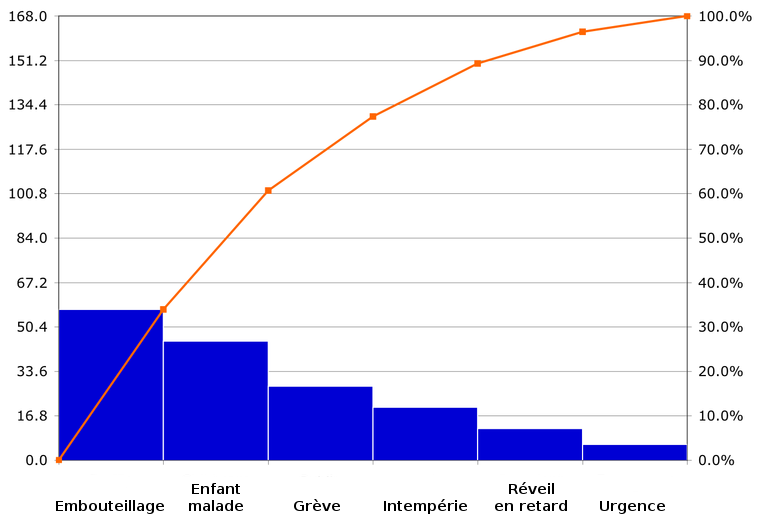 168.0
151.2
134.4
117.6
100.8
84.0
67.2
50.4
33.6
16.8
0.0
100.0%
90.0%
80.0%
70.0%
60.0%
50.0%
40.0%
30.0%
20.0%
10.0%
0.0%
Embouteillage
Enfant
malade
Grève
Intempérie
Réveil
en retard
Urgence